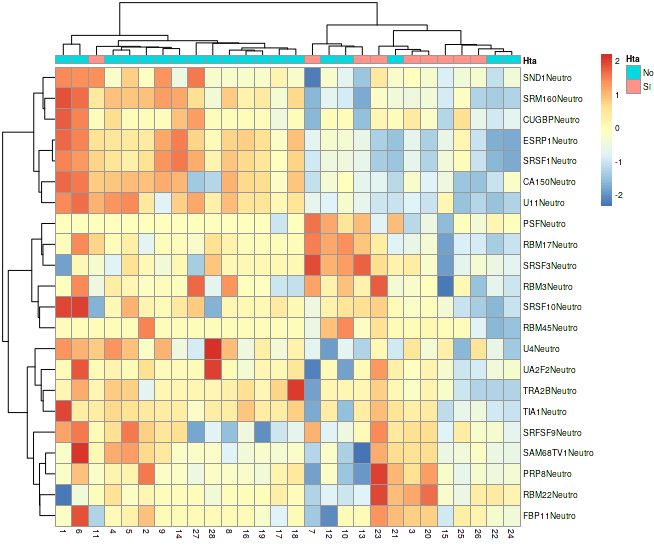 Hta
SND1Neutro
SRM160Neutro
CUGBPNeutro
ESRP1Neutro
SRSF1Neutro
CA150Neutro
U11Neutro
PSFNeutro
RBM17Neutro
SRSF3Neutro
RBM3Neutro
SRSF10Neutro
RBM45Neutro
U4Neutro
UA2F2Neutro
TRA2BNeutro
TIA1Neutro
SRFSF9Neutro
SAM68TV1Neutro
PRP8Neutro
RBM22Neutro
FBP11Neutro
1 6 11 4 5 2 9 14 27 28 8 16 19 17 18 7 12 10 13 23 21 3 20 15 25 26 22 24
2
1
0
-1
-2
Hta
No
SI